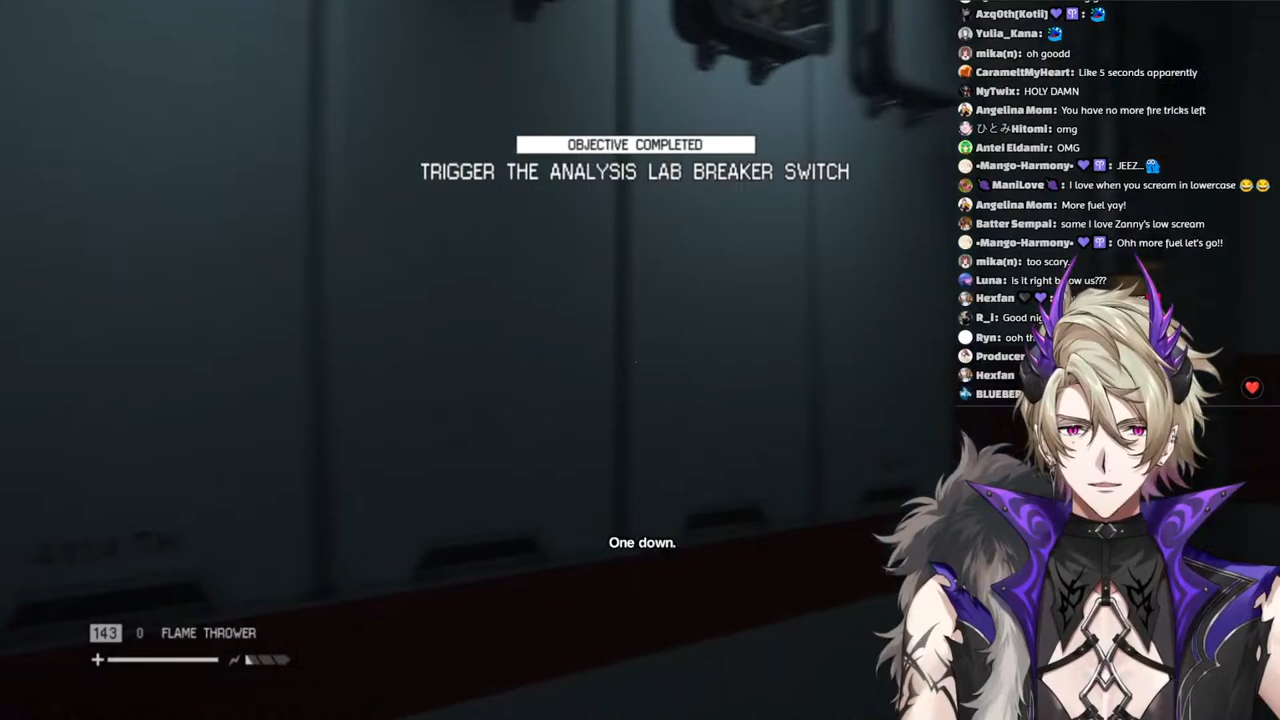 Azq0th[Kotii] :
Yulia_Kana:
mika(n): oh goodd
CarameltMyHeart: Like 5 seconds apparently
NyTwix: HOLY DAMN
Angelina Mom: You have no more fire tricks left
ひとみHitomi: omg
Antei Eldamir: OMG
•Mango-Harmony• : JEEZ...
ManiLove : I love when you scream in lowercase
Angelina Mom: More fuel yay!
Batter Sempai: same I love Zanny's low scream
•Mango-Harmony• : Ohh more fuel let's go!!
mika(n): too scary.
Luna: is it right below us???
Hexfan
R_i: Good
Ryn: ooh
Producer
Hexfan
OBJECTIVE COMPLETED
TRIGGER THE ANALYSIS LAB BREAKER SWITCH
One down.
143 0 FLAME THROWER